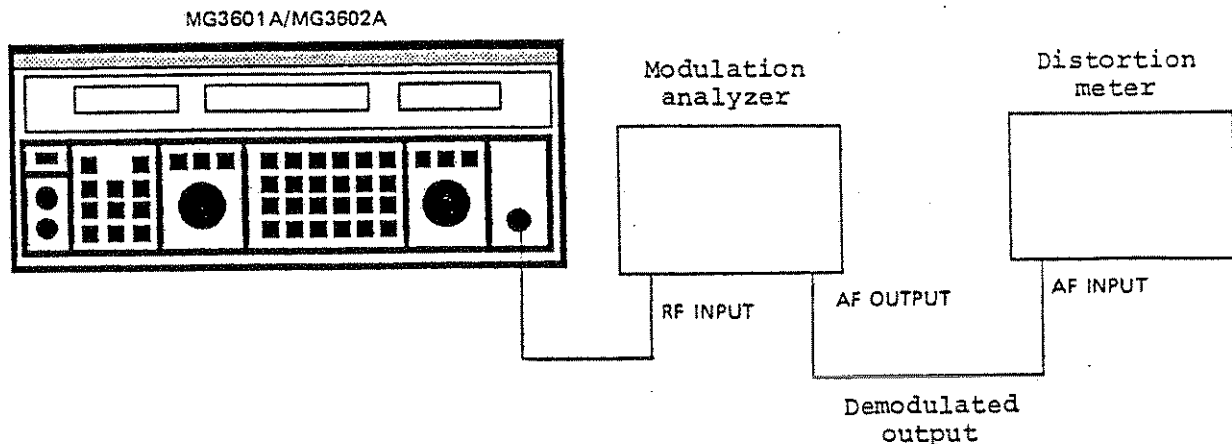 MG3601A/MG3602A
Modulation
analyzer
Distortion
meter
RF INPUT
AF OUTPUT
AF INPUT
Demodulated
output